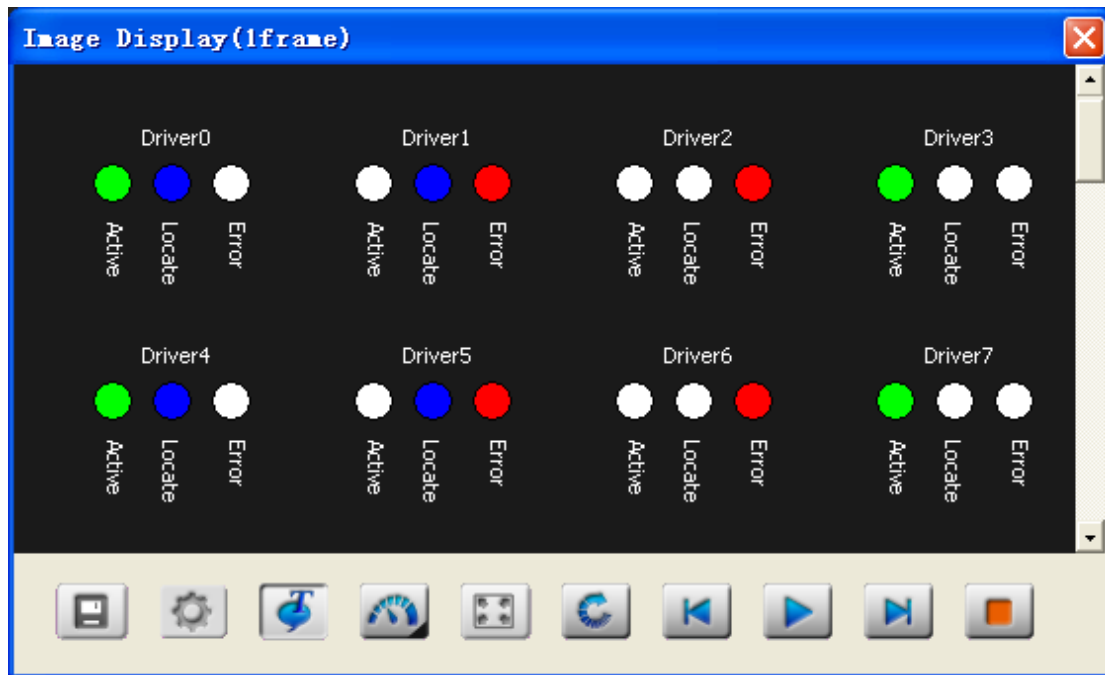 Image Display(1frame)
Driver0 Driver1 Driver2 Driver3
Active Locate Error Active Locate Error Active Locate Error Active Locate Error
Driver4 Driver5 Driver6 Driver7
Active Locate Error Active Locate Error Active Locate Error Active Locate Error
T